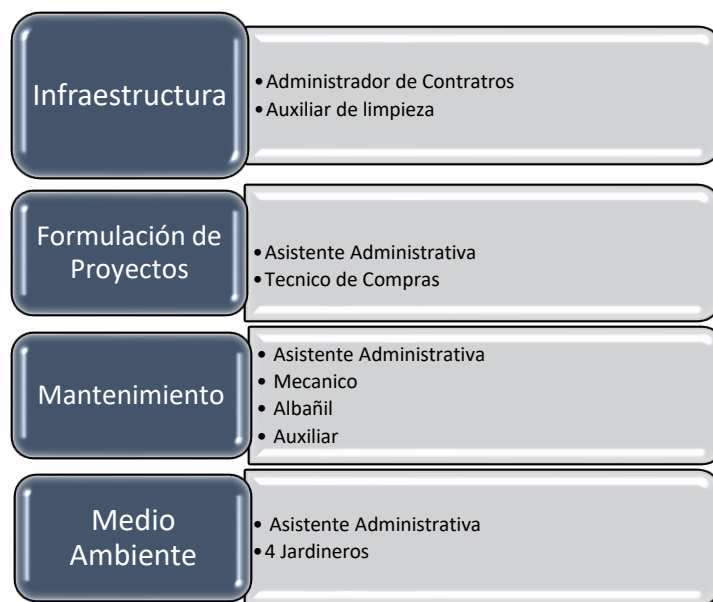 Infraestructura
•Administrador de Contratros
•Auxiliar de limpieza
Formulación de
Proyectos
•Asistente Administrativa
•Tecnico de Compras
Mantenimiento
• Asistente Administrativa
• Mecanico
• Albañil
• Auxiliar
Medio
Ambiente
• Asistente Administrativa
•4 Jardineros